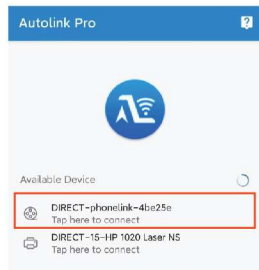 Autolink Pro
Available Device
DIRECT-phonelink-4be25e
Tap here to connect
DIRECT-15-HP 1020 Laser NS
Tap here to connect